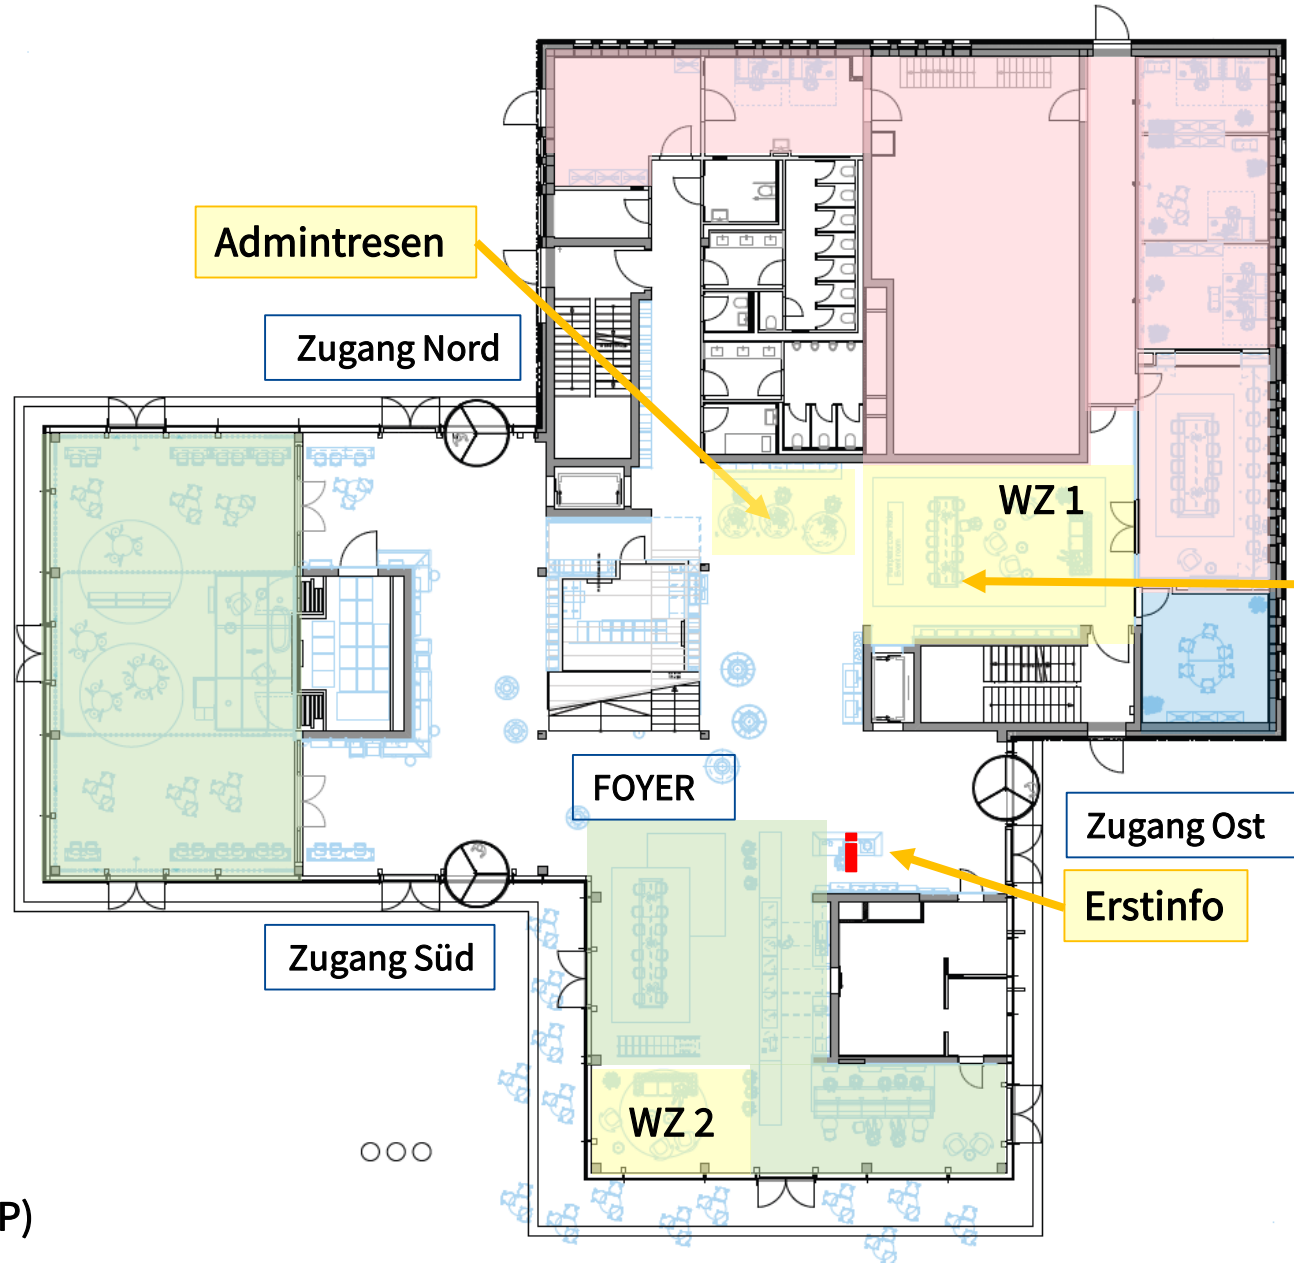 Admintresen
Zugang Nord
WZ 1
FOYER
Zugang Ost
Erstinfo
Zugang Süd
WZ 2
P)